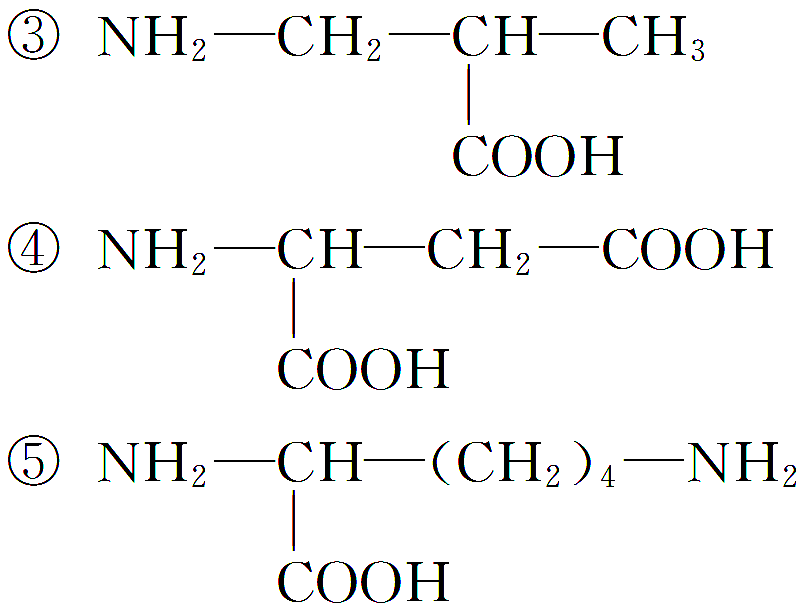 ③ NH₂—CH₂—CH—CH₃
COOH
④ NH₂—CH—CH₂—COOH
COOH
⑤ NH₂—CH—(CH₂)₄—NH₂
COOH